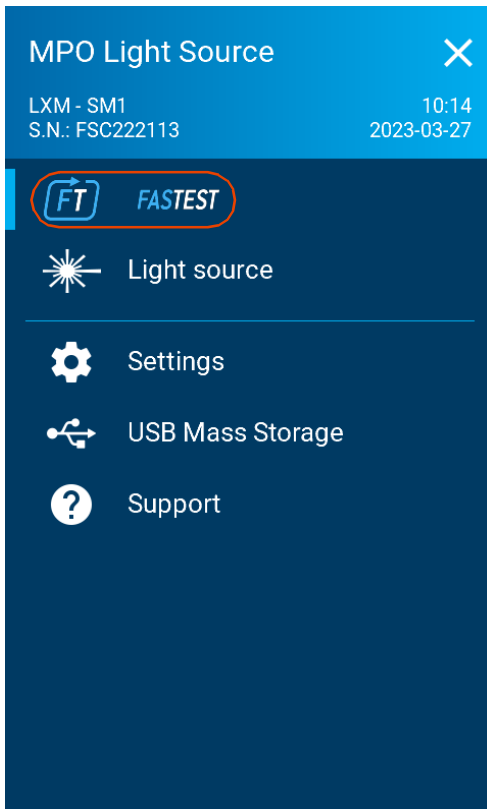 MPO Light Source
LXM - SM1 10:14
S.N.: FSC222113 2023-03-27
FT FASTEST
Light source
Settings
USB Mass Storage
? Support